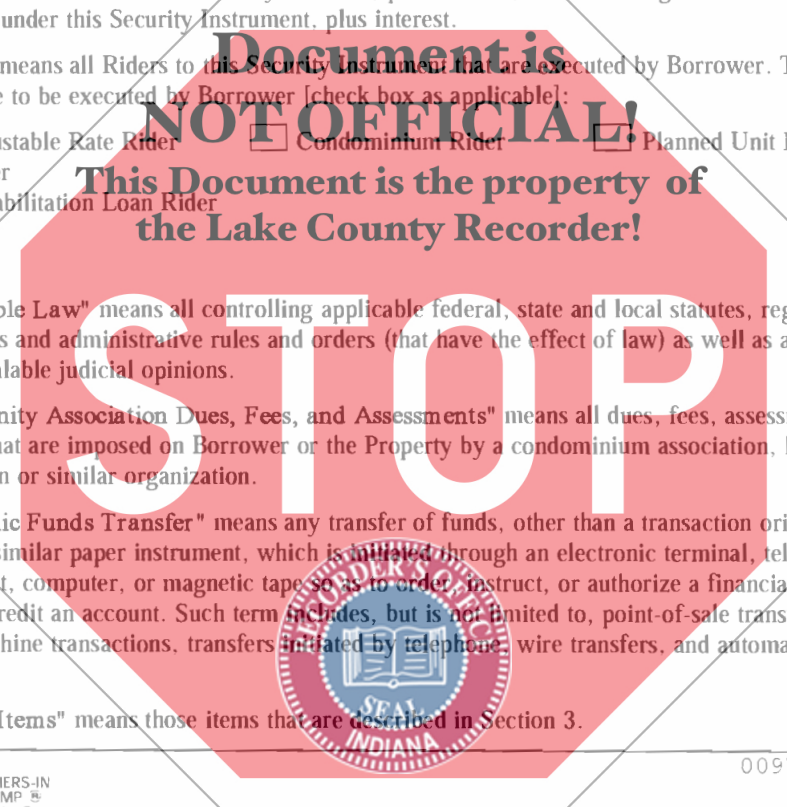 under this Security Instrument, plus interest.
Document is
means all Riders to this Security Instrument that are executed by Borrower. T
to be executed by Borrower [check box as applicable]:
NOT OFFICIAL!
ustable Rate Rider Condominium Rider Planned Unit
er
This Document is the property of
abilitation Loan Rider
the Lake County Recorder!
ble Law" means all controlling applicable federal, state and local statutes, reg
s and administrative rules and orders (that have the effect of law) as well as a
alable judicial opinions.
STOP
nity Association Dues, Fees, and Assessments" means all dues, fees, assess
hat are imposed on Borrower or the Property by a condominium association,
n or similar organization.
ic Funds Transfer" means any transfer of funds, other than a transaction ori
similar paper instrument, which is initiated through an electronic terminal, tel
t, computer, or magnetic tape so as to order, instruct, or authorize a financia
redit an account. Such term includes, but is not limited to, point-of-sale trans
hine transactions, transfers initiated by telephone, wire transfers, and automa
RECORDER'S OFFICE
SEAL
INDIANA
Items" means those items that are described in Section 3.
009
IERS-IN
MP